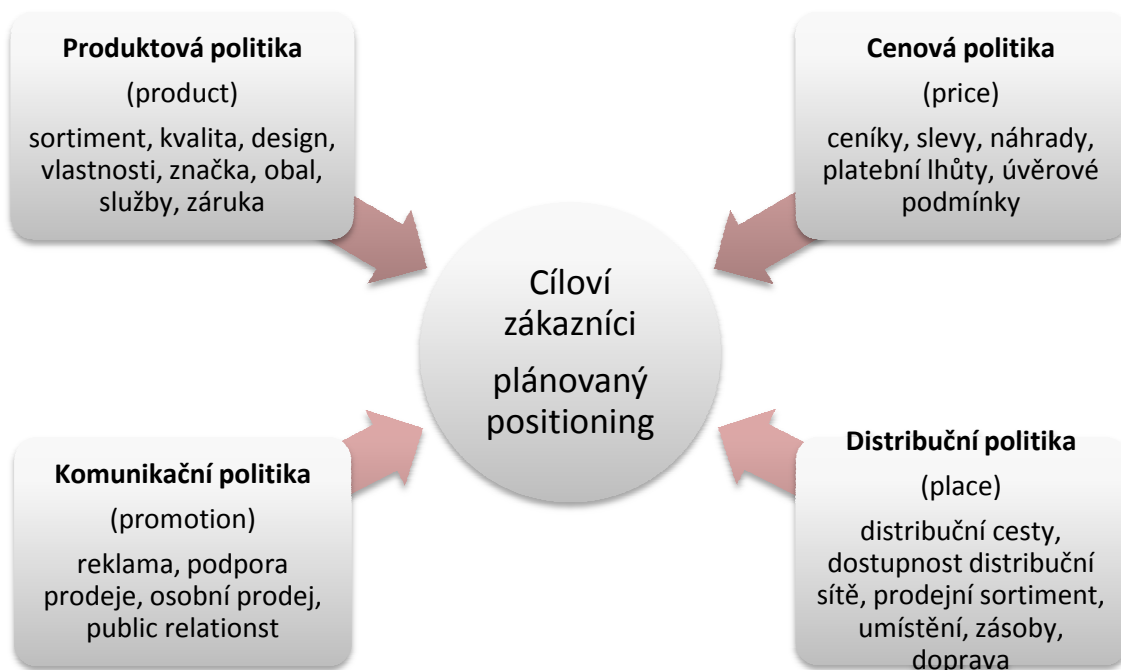 Produktová politika
(product)
sortiment, kvalita, design,
vlastnosti, značka, obal,
služby, záruka
Cenová politika
(price)
ceníky, slevy, náhrady,
platební lhůty, úvěrové
podmínky
Cíloví
zákazníci
plánovaný
positioning
Komunikační politika
(promotion)
reklama, podpora
prodeje, osobní prodej,
public relationst
Distribuční politika
(place)
distribuční cesty,
dostupnost distribuční
sítě, prodejní sortiment,
umístění, zásoby,
doprava